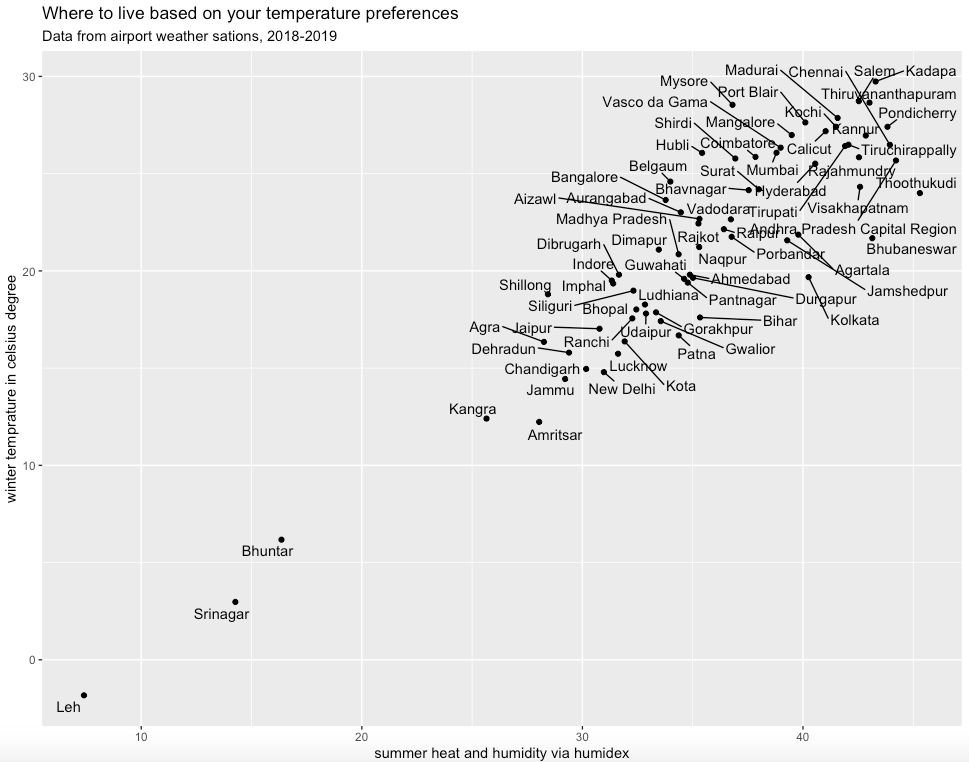 Where to live based on your temperature preferences
Data from airport weather sations, 2018-2019
winter temprature in celsius degree
30
20
10
0
Madurai
Chennai
Salem
Kadapa
Mysore
Port Blair
Thiruvananthapuram
Vasco da Gama
Kochi
Pondicherry
Shirdi
Mangalore
Kannur
Hubli
Coimbatore
Calicut
Tiruchirappally
Belgaum
Surat
Mumbai
Rajahmundry
Bangalore
Bhavnagar
Hyderabad
Thoothukudi
Aizawl
Aurangabad
Vadodara
Tirupati
Visakhapatnam
Madhya Pradesh
Rajkot
Raipur
Andhra Pradesh Capital Region
Dibrugarh
Dimapur
Naqpur
Porbandar
Bhubaneswar
Indore
Guwahati
Agartala
Shillong
Imphal
Ahmedabad
Jamshedpur
Siliguri
Bhopal
Ludhiana
Pantnagar
Durgapur
Agra
Jaipur
Udaipur
Gorakhpur
Bihar
Kolkata
Dehradun
Ranchi
Patna
Gwalior
Chandigarh
Lucknow
Jammu
New Delhi
Kota
Kangra
Amritsar
Bhuntar
Srinagar
Leh
10
20
30
40
summer heat and humidity via humidex